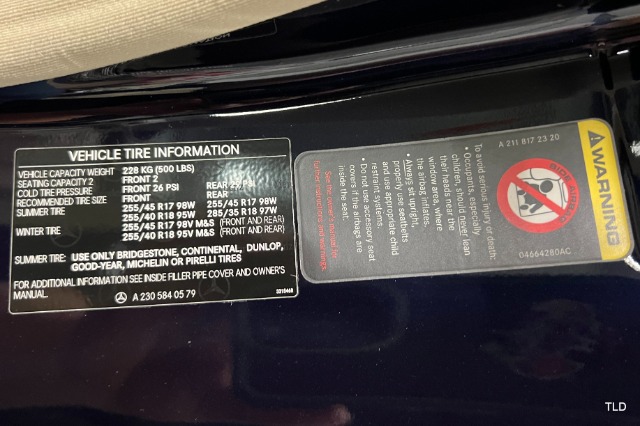 VEHICLE TIRE INFORMATION
VEHICLE CAPACITY WEIGHT 228 KG (500 LBS)
SEATING CAPACITY 2 FRONT 2
COLD TIRE PRESSURE FRONT 26 PSI REAR PSI
RECOMMENDED TIRE SIZE FRONT REAR
SUMMER TIRE 255/45 R17 98W 255/45 R17 98W
255/40 R18 95W 285/35 R18 97W
WINTER TIRE 255/45 R17 98V M&S (FRONT AND REAR)
255/40 R18 95V M&S (FRONT AND REAR)
SUMMER TIRE: USE ONLY BRIDGESTONE, CONTINENTAL, DUNLOP,
GOOD-YEAR, MICHELIN OR PIRELLI TIRES
FOR ADDITIONAL INFORMATION SEE INSIDE FILLER PIPE COVER AND OWNER'S
MANUAL.
A 230 584 05 79
WARNING
SIDE AIRBAG
A 211 817 23 20
04664280AC
To avoid serious injury or death:
• Occupants, especially
children, should never lean
their heads near the
window area, where
the airbag inflates.
• Always sit upright,
properly use seatbelts
and use appropriate child
restraint systems.
• Do not use accessory seat
covers if the airbags are
inside the seat.
See the owner's manual for
further instructions and warnings.
TLD